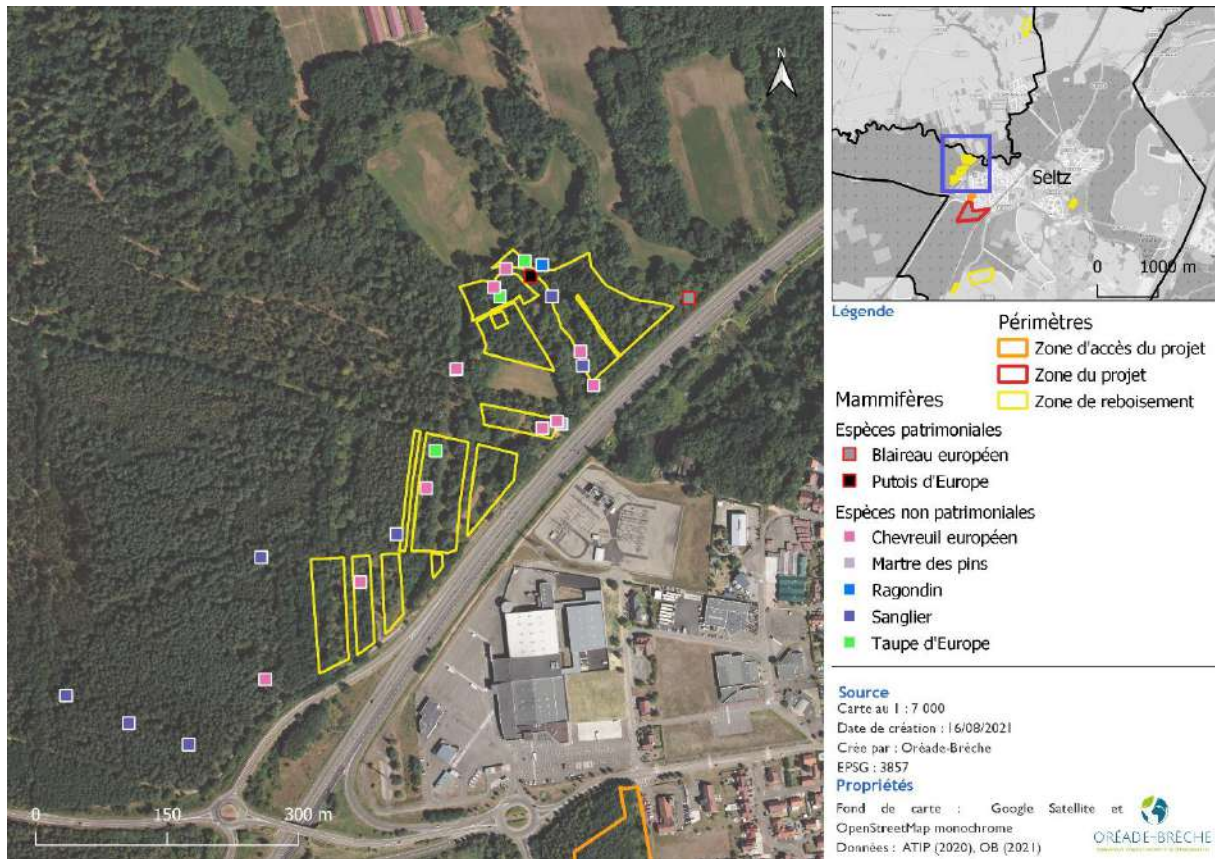 N
0 150 300 m
Seltz
0 1000 m
Légende
Périmètres
Zone d'accès du projet
Zone du projet
Zone de reboisement
Mammifères
Espèces patrimoniales
Blaireau européen
Putois d'Europe
Espèces non patrimoniales
Chevreuil européen
Martre des pins
Ragondin
Sanglier
Taupe d'Europe
Source
Carte au 1 : 7 000
Date de création : 16/08/2021
Crée par : Oréade-Brèche
EPSG : 3857
Propriétés
Fond de carte : Google Satellite et
OpenStreetMap monochrome
Données : ATIP (2020), OB (2021)
ORÉADE-BRÈCHE